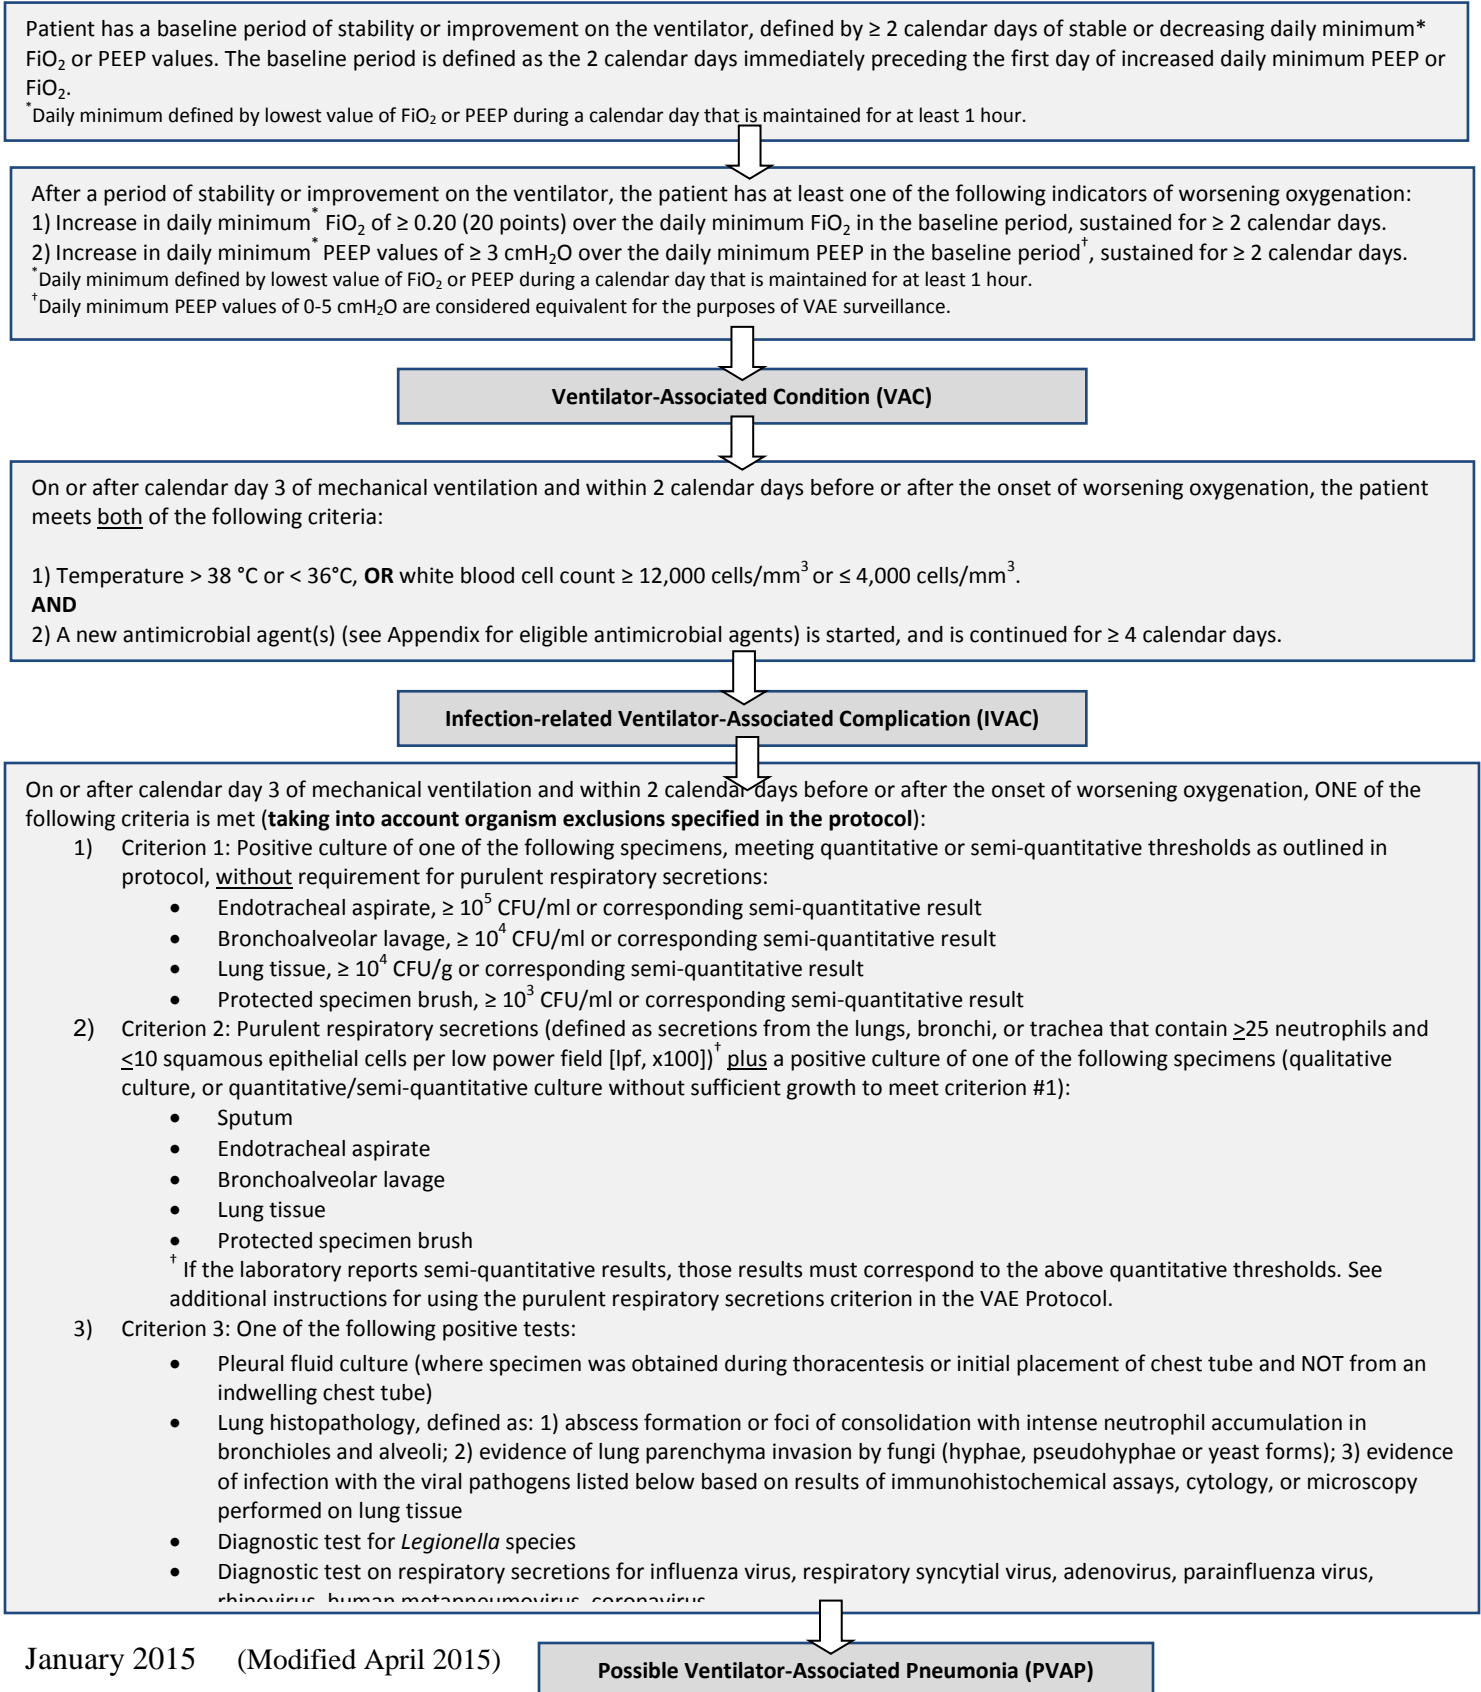 Patient has a baseline period of stability or improvement on the ventilator, defined by ≥ 2 calendar days of stable or decreasing daily minimum*
FiO₂ or PEEP values. The baseline period is defined as the 2 calendar days immediately preceding the first day of increased daily minimum PEEP or
FiO₂.
*Daily minimum defined by lowest value of FiO₂ or PEEP during a calendar day that is maintained for at least 1 hour.
After a period of stability or improvement on the ventilator, the patient has at least one of the following indicators of worsening oxygenation:
1) Increase in daily minimum* FiO₂ of ≥ 0.20 (20 points) over the daily minimum FiO₂ in the baseline period, sustained for ≥ 2 calendar days.
2) Increase in daily minimum* PEEP values of ≥ 3 cmH₂O over the daily minimum PEEP in the baseline period†, sustained for ≥ 2 calendar days.
*Daily minimum defined by lowest value of FiO₂ or PEEP during a calendar day that is maintained for at least 1 hour.
†Daily minimum PEEP values of 0-5 cmH₂O are considered equivalent for the purposes of VAE surveillance.
Ventilator-Associated Condition (VAC)
On or after calendar day 3 of mechanical ventilation and within 2 calendar days before or after the onset of worsening oxygenation, the patient
meets both of the following criteria:
1) Temperature > 38 °C or < 36°C, OR white blood cell count ≥ 12,000 cells/mm³ or ≤ 4,000 cells/mm³.
AND
2) A new antimicrobial agent(s) (see Appendix for eligible antimicrobial agents) is started, and is continued for ≥ 4 calendar days.
Infection-related Ventilator-Associated Complication (IVAC)
On or after calendar day 3 of mechanical ventilation and within 2 calendar days before or after the onset of worsening oxygenation, ONE of the
following criteria is met (taking into account organism exclusions specified in the protocol):
1) Criterion 1: Positive culture of one of the following specimens, meeting quantitative or semi-quantitative thresholds as outlined in
protocol, without requirement for purulent respiratory secretions:
• Endotracheal aspirate, ≥ 10⁵ CFU/ml or corresponding semi-quantitative result
• Bronchoalveolar lavage, ≥ 10⁴ CFU/ml or corresponding semi-quantitative result
• Lung tissue, ≥ 10⁴ CFU/g or corresponding semi-quantitative result
• Protected specimen brush, ≥ 10³ CFU/ml or corresponding semi-quantitative result
2) Criterion 2: Purulent respiratory secretions (defined as secretions from the lungs, bronchi, or trachea that contain ≥25 neutrophils and
≤10 squamous epithelial cells per low power field [lpf, x100])† plus a positive culture of one of the following specimens (qualitative
culture, or quantitative/semi-quantitative culture without sufficient growth to meet criterion #1):
• Sputum
• Endotracheal aspirate
• Bronchoalveolar lavage
• Lung tissue
• Protected specimen brush
† If the laboratory reports semi-quantitative results, those results must correspond to the above quantitative thresholds. See
additional instructions for using the purulent respiratory secretions criterion in the VAE Protocol.
3) Criterion 3: One of the following positive tests:
• Pleural fluid culture (where specimen was obtained during thoracentesis or initial placement of chest tube and NOT from an
indwelling chest tube)
• Lung histopathology, defined as: 1) abscess formation or foci of consolidation with intense neutrophil accumulation in
bronchioles and alveoli; 2) evidence of lung parenchyma invasion by fungi (hyphae, pseudohyphae or yeast forms); 3) evidence
of infection with the viral pathogens listed below based on results of immunohistochemical assays, cytology, or microscopy
performed on lung tissue
• Diagnostic test for Legionella species
• Diagnostic test on respiratory secretions for influenza virus, respiratory syncytial virus, adenovirus, parainfluenza virus,
rhinovirus, human metapneumovirus, coronavirus
January 2015 (Modified April 2015)
Possible Ventilator-Associated Pneumonia (PVAP)